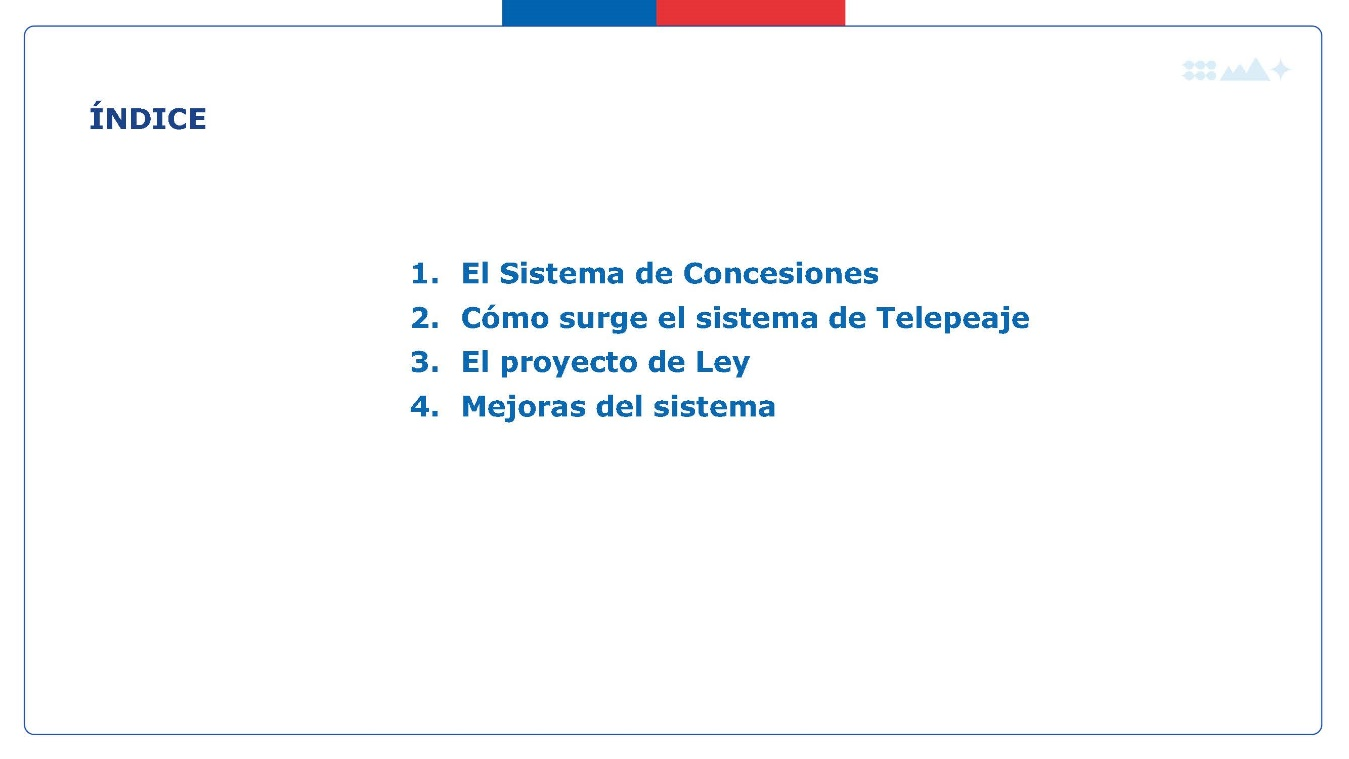 ÍNDICE
1. El Sistema de Concesiones
2. Cómo surge el sistema de Telepeaje
3. El proyecto de Ley
4. Mejoras del sistema